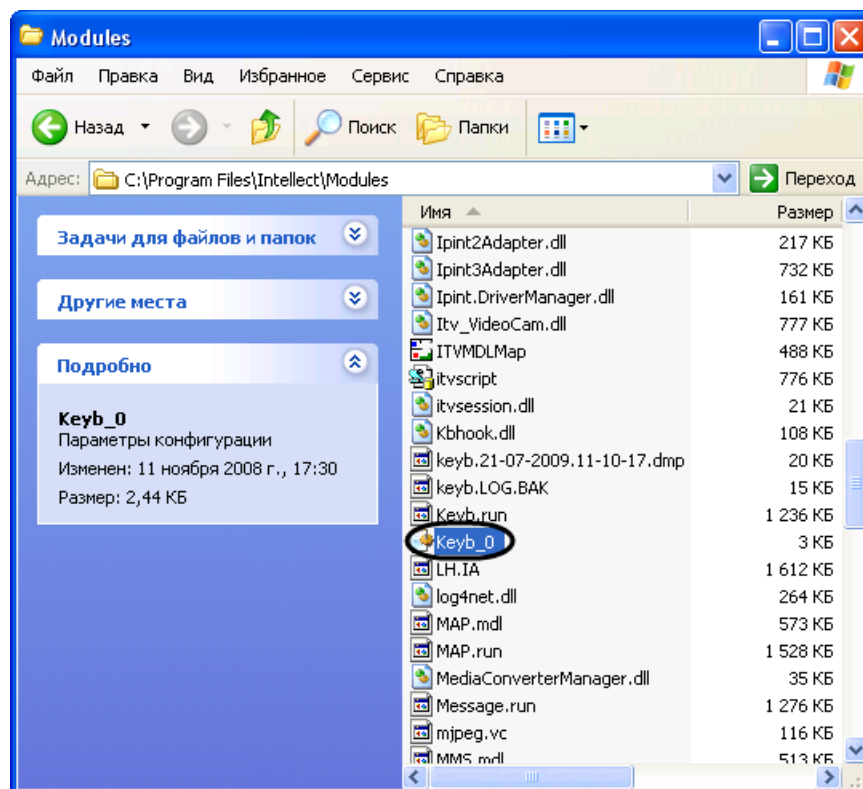 Modules
Файл Правка Вид Избранное Сервис Справка
Назад Поиск Папки
Адрес: C:\Program Files\Intellect\Modules Переход
Задачи для файлов и папок
Другие места
Подробно
Keyb_0
Параметры конфигурации
Изменен: 11 ноября 2008 г., 17:30
Размер: 2,44 КБ
Имя Размер
Ipint2Adapter.dll 217 КБ
Ipint3Adapter.dll 732 КБ
Ipint.DriverManager.dll 161 КБ
Itv_VideoCam.dll 777 КБ
ITVMDLMap 488 КБ
itvscript 776 КБ
itvsession.dll 21 КБ
Kbhook.dll 108 КБ
keyb.21-07-2009.11-10-17.dmp 20 КБ
keyb.LOG.BAK 15 КБ
Keyb.run 1 236 КБ
Keyb_0 3 КБ
LH.IA 1 612 КБ
log4net.dll 264 КБ
MAP.mdl 573 КБ
MAP.run 1 528 КБ
MediaConverterManager.dll 35 КБ
Message.run 1 276 КБ
mjpeg.vc 116 КБ
MMS.mdl 513 КБ